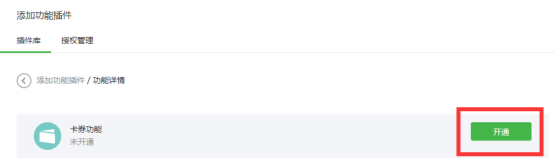 添加功能插件
插件库 授权管理
添加功能插件 / 功能详情
卡券功能
未开通
开通